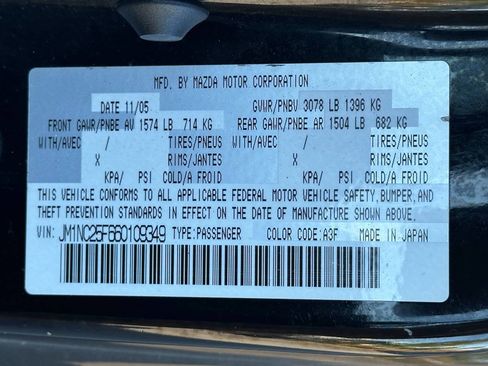 MFD. BY MAZDA MOTOR CORPORATION
DATE 11/05 GVWR/PNBV 3078 LB 1396 KG
FRONT GAWR/PNBE AV 1574 LB 714 KG REAR GAWR/PNBE AR 1504 LB 682 KG
WITH/AVEC / TIRES/PNEUS WITH/AVEC / TIRES/PNEUS
X RIMS/JANTES X RIMS/JANTES
KPA/ PSI COLD/A FROID KPA/ PSI COLD/A FROID
THIS VEHICLE CONFORMS TO ALL APPLICABLE FEDERAL MOTOR VEHICLE SAFETY,BUMPER,AND
THEFT PREVENTION STANDARDS IN EFFECT ON THE DATE OF MANUFACTURE SHOWN ABOVE.
VIN: JM1NC25F660109349 TYPE:PASSENGER COLOR CODE:A3F MADE IN JAPAN